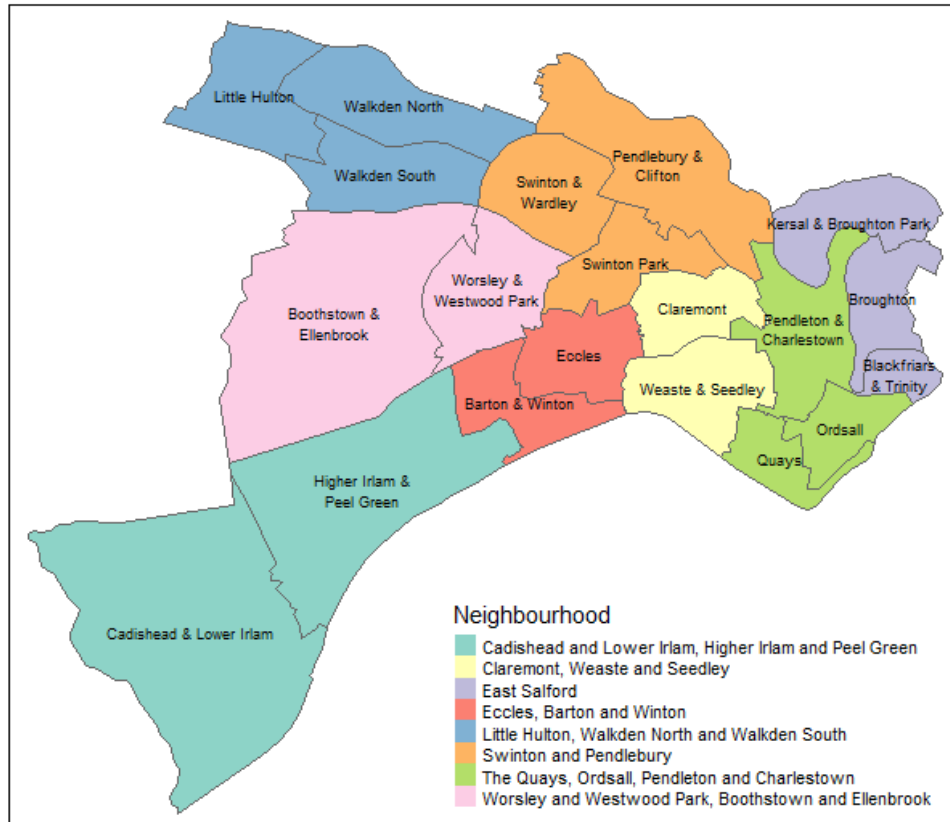 Little Hulton
Walkden North
Walkden South
Pendlebury &
Clifton
Swinton &
Wardley
Kersal & Broughton Park
Swinton Park
Worsley &
Westwood Park
Boothstown &
Ellenbrook
Claremont
Broughton
Pendleton &
Charlestown
Eccles
Blackfriars
& Trinity
Weaste & Seedley
Barton & Winton
Ordsall
Quays
Higher Irlam &
Peel Green
Cadishead & Lower Irlam
Neighbourhood
Cadishead and Lower Irlam, Higher Irlam and Peel Green
Claremont, Weaste and Seedley
East Salford
Eccles, Barton and Winton
Little Hulton, Walkden North and Walkden South
Swinton and Pendlebury
The Quays, Ordsall, Pendleton and Charlestown
Worsley and Westwood Park, Boothstown and Ellenbrook